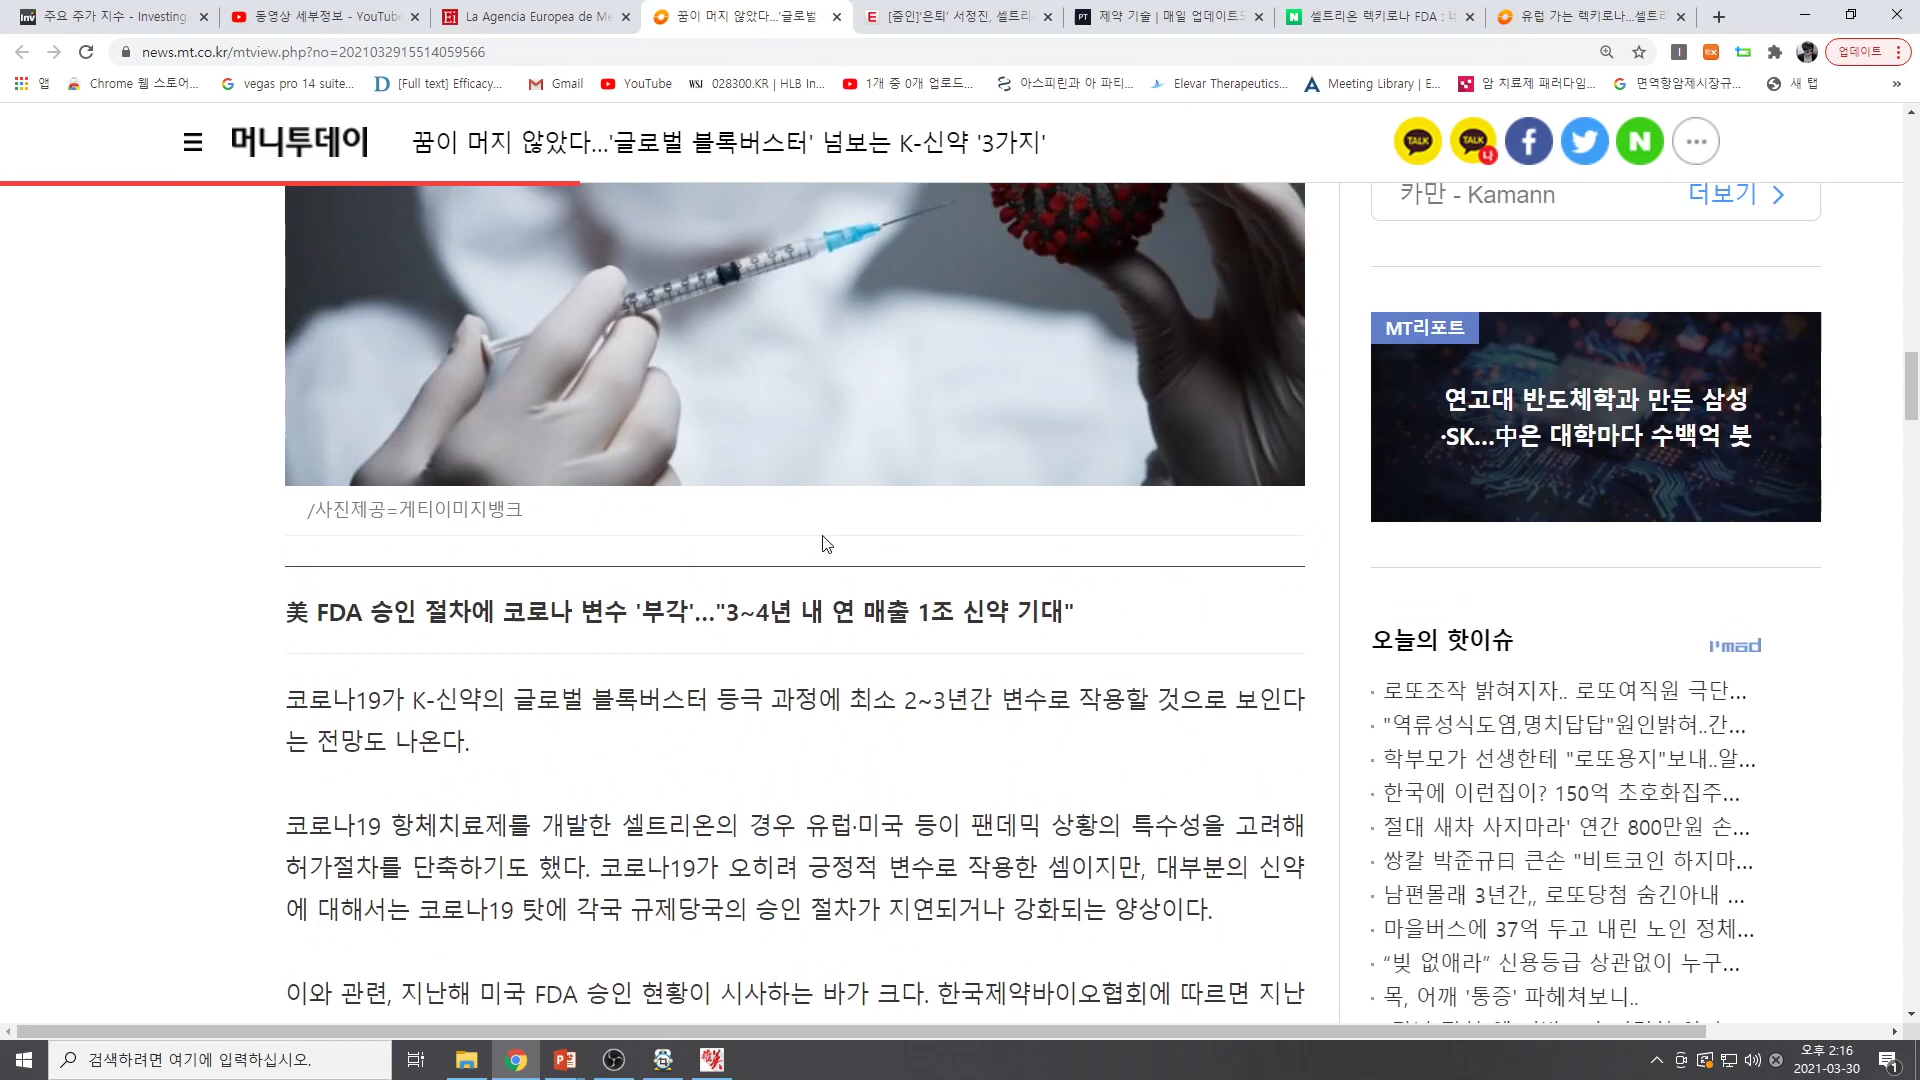 Inv 주요 주가 지수 - Investing
동영상 세부정보 - YouTube
Ei La Agencia Europea de Me
꿈이 머지 않았다...'글로벌
E [줌인]'은퇴' 서정진, 셀트리
PT 제약 기술 | 매일 업데이트
N 셀트리온 렉키로나 FDA : 네
유럽 가는 렉키로나...셀트리
news.mt.co.kr/mtview.php?no=2021032915514059566
업데이트
앱
Chrome 웹 스토어...
vegas pro 14 suite...
[Full text] Efficacy...
Gmail
YouTube
WSJ 028300.KR | HLB In...
1개 중 0개 업로드...
아스피린과 아 파티...
Elevar Therapeutics...
Meeting Library | E...
암 치료제 패러다임...
면역항암제시장규...
새 탭
»
머니투데이
꿈이 머지 않았다...'글로벌 블록버스터' 넘보는 K-신약 '3가지'
TALK
TALK 나
f
N
카만 - Kamann
더보기
MT리포트
연고대 반도체학과 만든 삼성
·SK...中은 대학마다 수백억 붓
/사진제공=게티이미지뱅크
美 FDA 승인 절차에 코로나 변수 '부각'..."3~4년 내 연 매출 1조 신약 기대"
코로나19가 K-신약의 글로벌 블록버스터 등극 과정에 최소 2~3년간 변수로 작용할 것으로 보인다
는 전망도 나온다.
코로나19 항체치료제를 개발한 셀트리온의 경우 유럽·미국 등이 팬데믹 상황의 특수성을 고려해
허가절차를 단축하기도 했다. 코로나19가 오히려 긍정적 변수로 작용한 셈이지만, 대부분의 신약
에 대해서는 코로나19 탓에 각국 규제당국의 승인 절차가 지연되거나 강화되는 양상이다.
이와 관련, 지난해 미국 FDA 승인 현황이 시사하는 바가 크다. 한국제약바이오협회에 따르면 지난
오늘의 핫이슈
· 로또조작 밝혀지자.. 로또여직원 극단...
· "역류성식도염,명치답답"원인밝혀..간...
· 학부모가 선생한테 "로또용지"보내..알...
· 한국에 이런집이? 150억 초호화집주...
· 절대 새차 사지마라' 연간 800만원 손...
· 쌍칼 박준규曰 큰손 "비트코인 하지마...
· 남편몰래 3년간,, 로또당첨 숨긴아내 ...
· 마을버스에 37억 두고 내린 노인 정체...
· "빚 없애라" 신용등급 상관없이 누구...
· 목, 어깨 '통증' 파헤쳐보니..
검색하려면 여기에 입력하십시오.
오후 2:16
2021-03-30
1